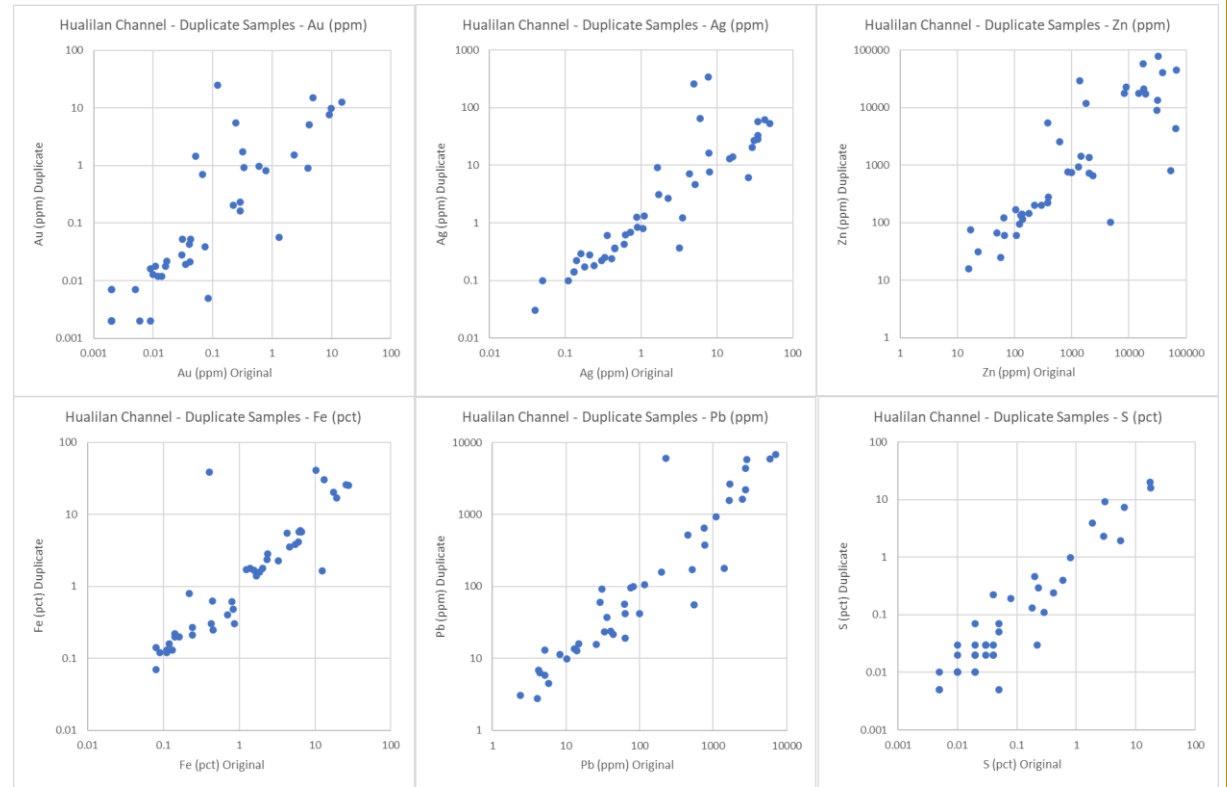 Hualilan Channel - Duplicate Samples - Au (ppm)
100
10
1
0.1
0.01
0.001
0.001 0.01 0.1 1 10 100
Au (ppm) Duplicate
Au (ppm) Original
Hualilan Channel - Duplicate Samples - Ag (ppm)
1000
100
10
1
0.1
0.01
0.01 0.1 1 10 100
Ag (ppm) Duplicate
Ag (ppm) Original
Hualilan Channel - Duplicate Samples - Zn (ppm)
100000
10000
1000
100
10
1
1 10 100 1000 10000 100000
Zn (ppm) Duplicate
Zn (ppm) Original
Hualilan Channel - Duplicate Samples - Fe (pct)
100
10
1
0.1
0.01
0.01 0.1 1 10 100
Fe (pct) Duplicate
Fe (pct) Original
Hualilan Channel - Duplicate Samples - Pb (ppm)
10000
1000
100
10
1
1 10 100 1000 10000
Pb (ppm) Duplicate
Pb (ppm) Original
Hualilan Channel - Duplicate Samples - S (pct)
100
10
1
0.1
0.01
0.001
0.001 0.01 0.1 1 10 100
S (pct) Duplicate
S (pct) Original